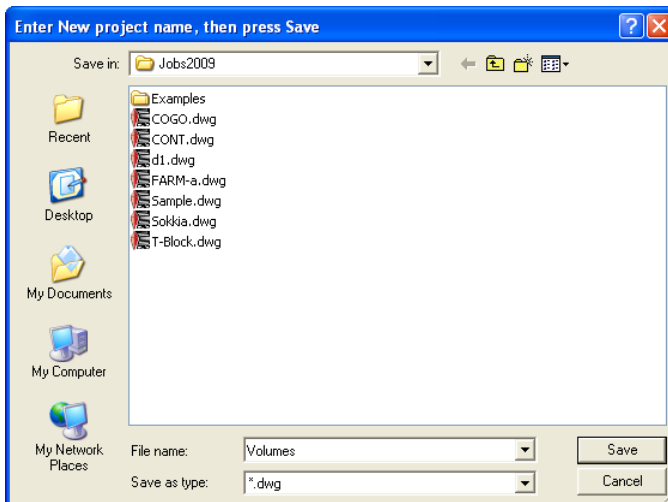 Enter New project name, then press Save
Save in: Jobs2009
Recent
Desktop
My Documents
My Computer
My Network
Places
Examples
COGO.dwg
CONT.dwg
d1.dwg
FARM-a.dwg
Sample.dwg
Sokkia.dwg
T-Block.dwg
File name: Volumes Save
Save as type: *.dwg Cancel